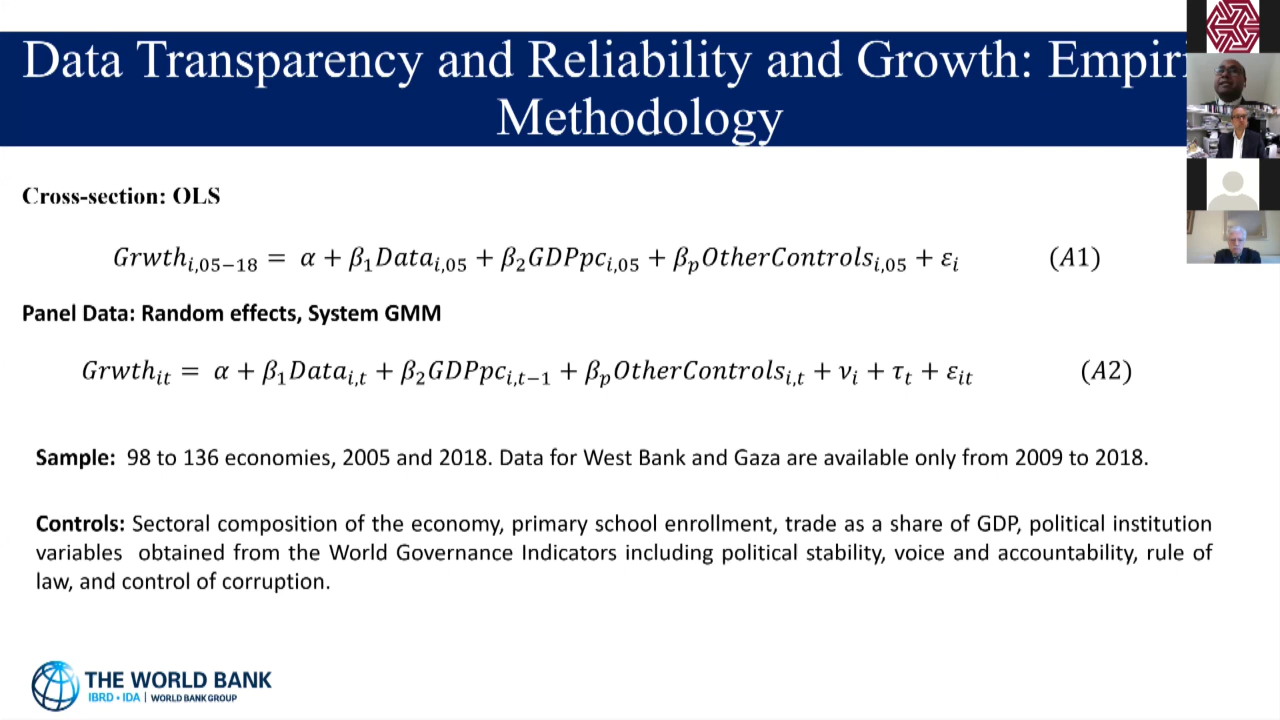 Data Transparency and Reliability and Growth: Empiri
Methodology
Cross-section: OLS
Grwth_{i,05−18} = α + β_1Data_{i,05} + β_2GDPpc_{i,05} + β_pOtherControls_{i,05} + ε_i (A1)
Panel Data: Random effects, System GMM
Grwth_{it} = α + β_1Data_{i,t} + β_2GDPpc_{i,t−1} + β_pOtherControls_{i,t} + ν_i + τ_t + ε_{it} (A2)
Sample: 98 to 136 economies, 2005 and 2018. Data for West Bank and Gaza are available only from 2009 to 2018.
Controls: Sectoral composition of the economy, primary school enrollment, trade as a share of GDP, political institution
variables obtained from the World Governance Indicators including political stability, voice and accountability, rule of
law, and control of corruption.
THE WORLD BANK
IBRD • IDA | WORLD BANK GROUP